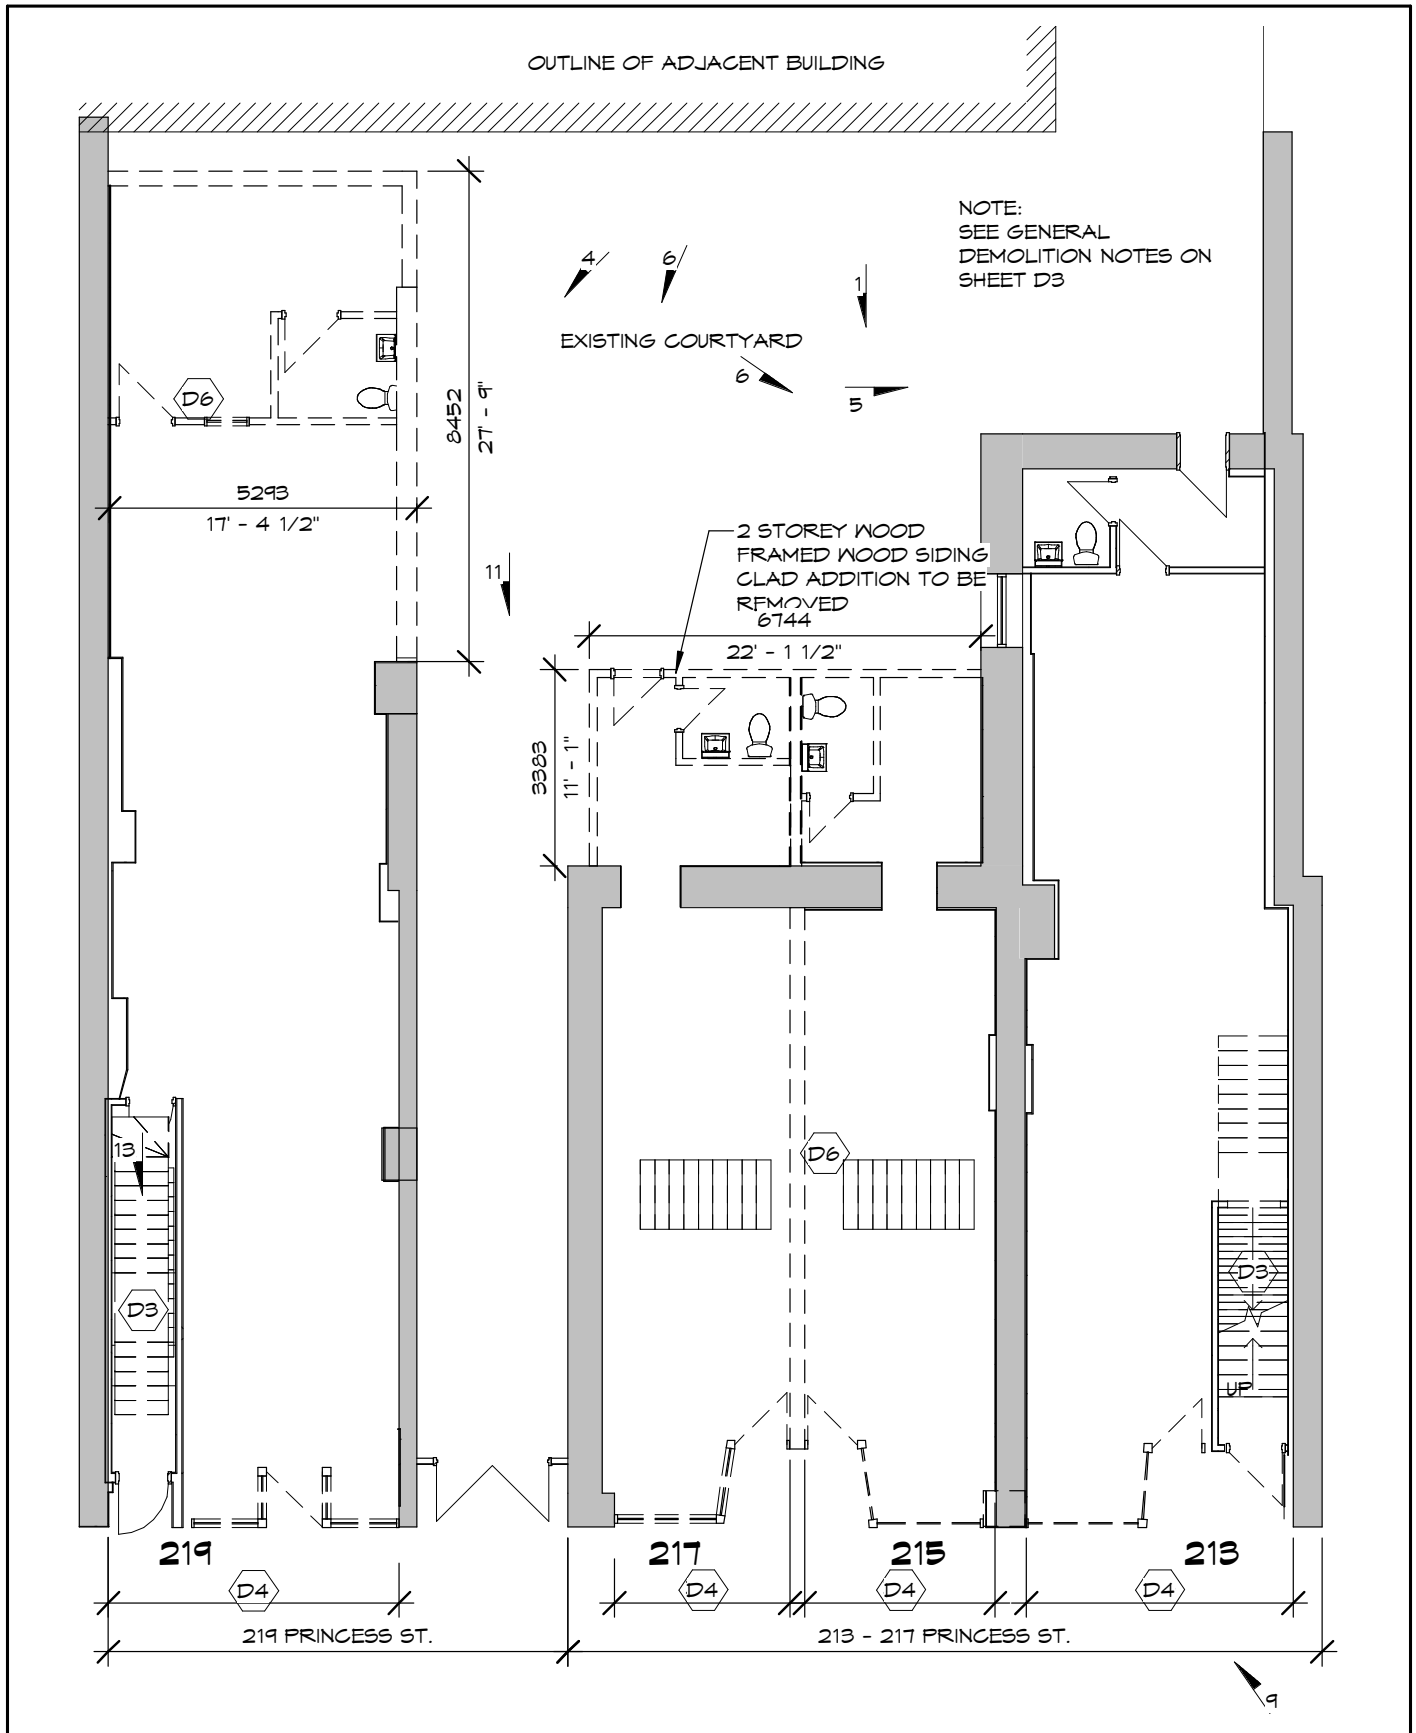 OUTLINE OF ADJACENT BUILDING
NOTE:
SEE GENERAL
DEMOLITION NOTES ON
SHEET D3
4
6
1
EXISTING COURTYARD
6
5
D6
8452
27' - 9"
5293
17' - 4 1/2"
2 STOREY WOOD
FRAMED WOOD SIDING
CLAD ADDITION TO BE
REMOVED
11
6744
22' - 1 1/2"
3383
11' - 1"
13
D6
D3
D3
UP
219
217
215
213
D4
D4
D4
D4
219 PRINCESS ST.
213 - 217 PRINCESS ST.
9